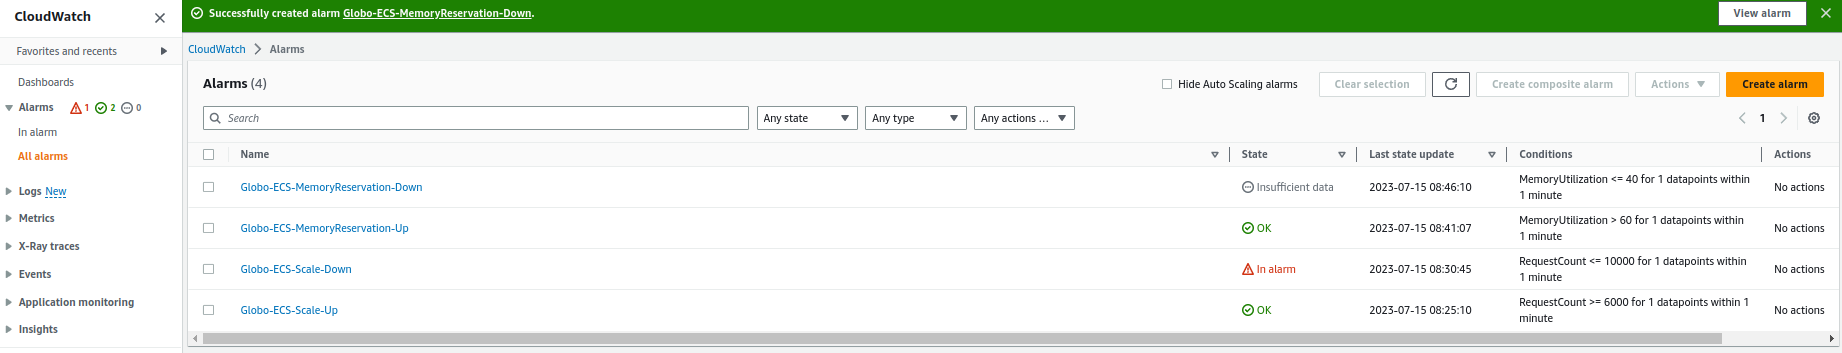 CloudWatch
Successfully created alarm Globo-ECS-MemoryReservation-Down.
View alarm
Favorites and recents
CloudWatch > Alarms
Dashboards
Alarms 1 2 0
In alarm
All alarms
Logs New
Metrics
X-Ray traces
Events
Application monitoring
Insights
Alarms (4)
Hide Auto Scaling alarms
Clear selection
Create composite alarm
Actions
Create alarm
Search
Any state
Any type
Any actions ...
1
Name State Last state update Conditions Actions
Globo-ECS-MemoryReservation-Down Insufficient data 2023-07-15 08:46:10 MemoryUtilization <= 40 for 1 datapoints within
1 minute No actions
Globo-ECS-MemoryReservation-Up OK 2023-07-15 08:41:07 MemoryUtilization > 60 for 1 datapoints within
1 minute No actions
Globo-ECS-Scale-Down In alarm 2023-07-15 08:30:45 RequestCount <= 10000 for 1 datapoints within
1 minute No actions
Globo-ECS-Scale-Up OK 2023-07-15 08:25:10 RequestCount >= 6000 for 1 datapoints within 1
minute No actions